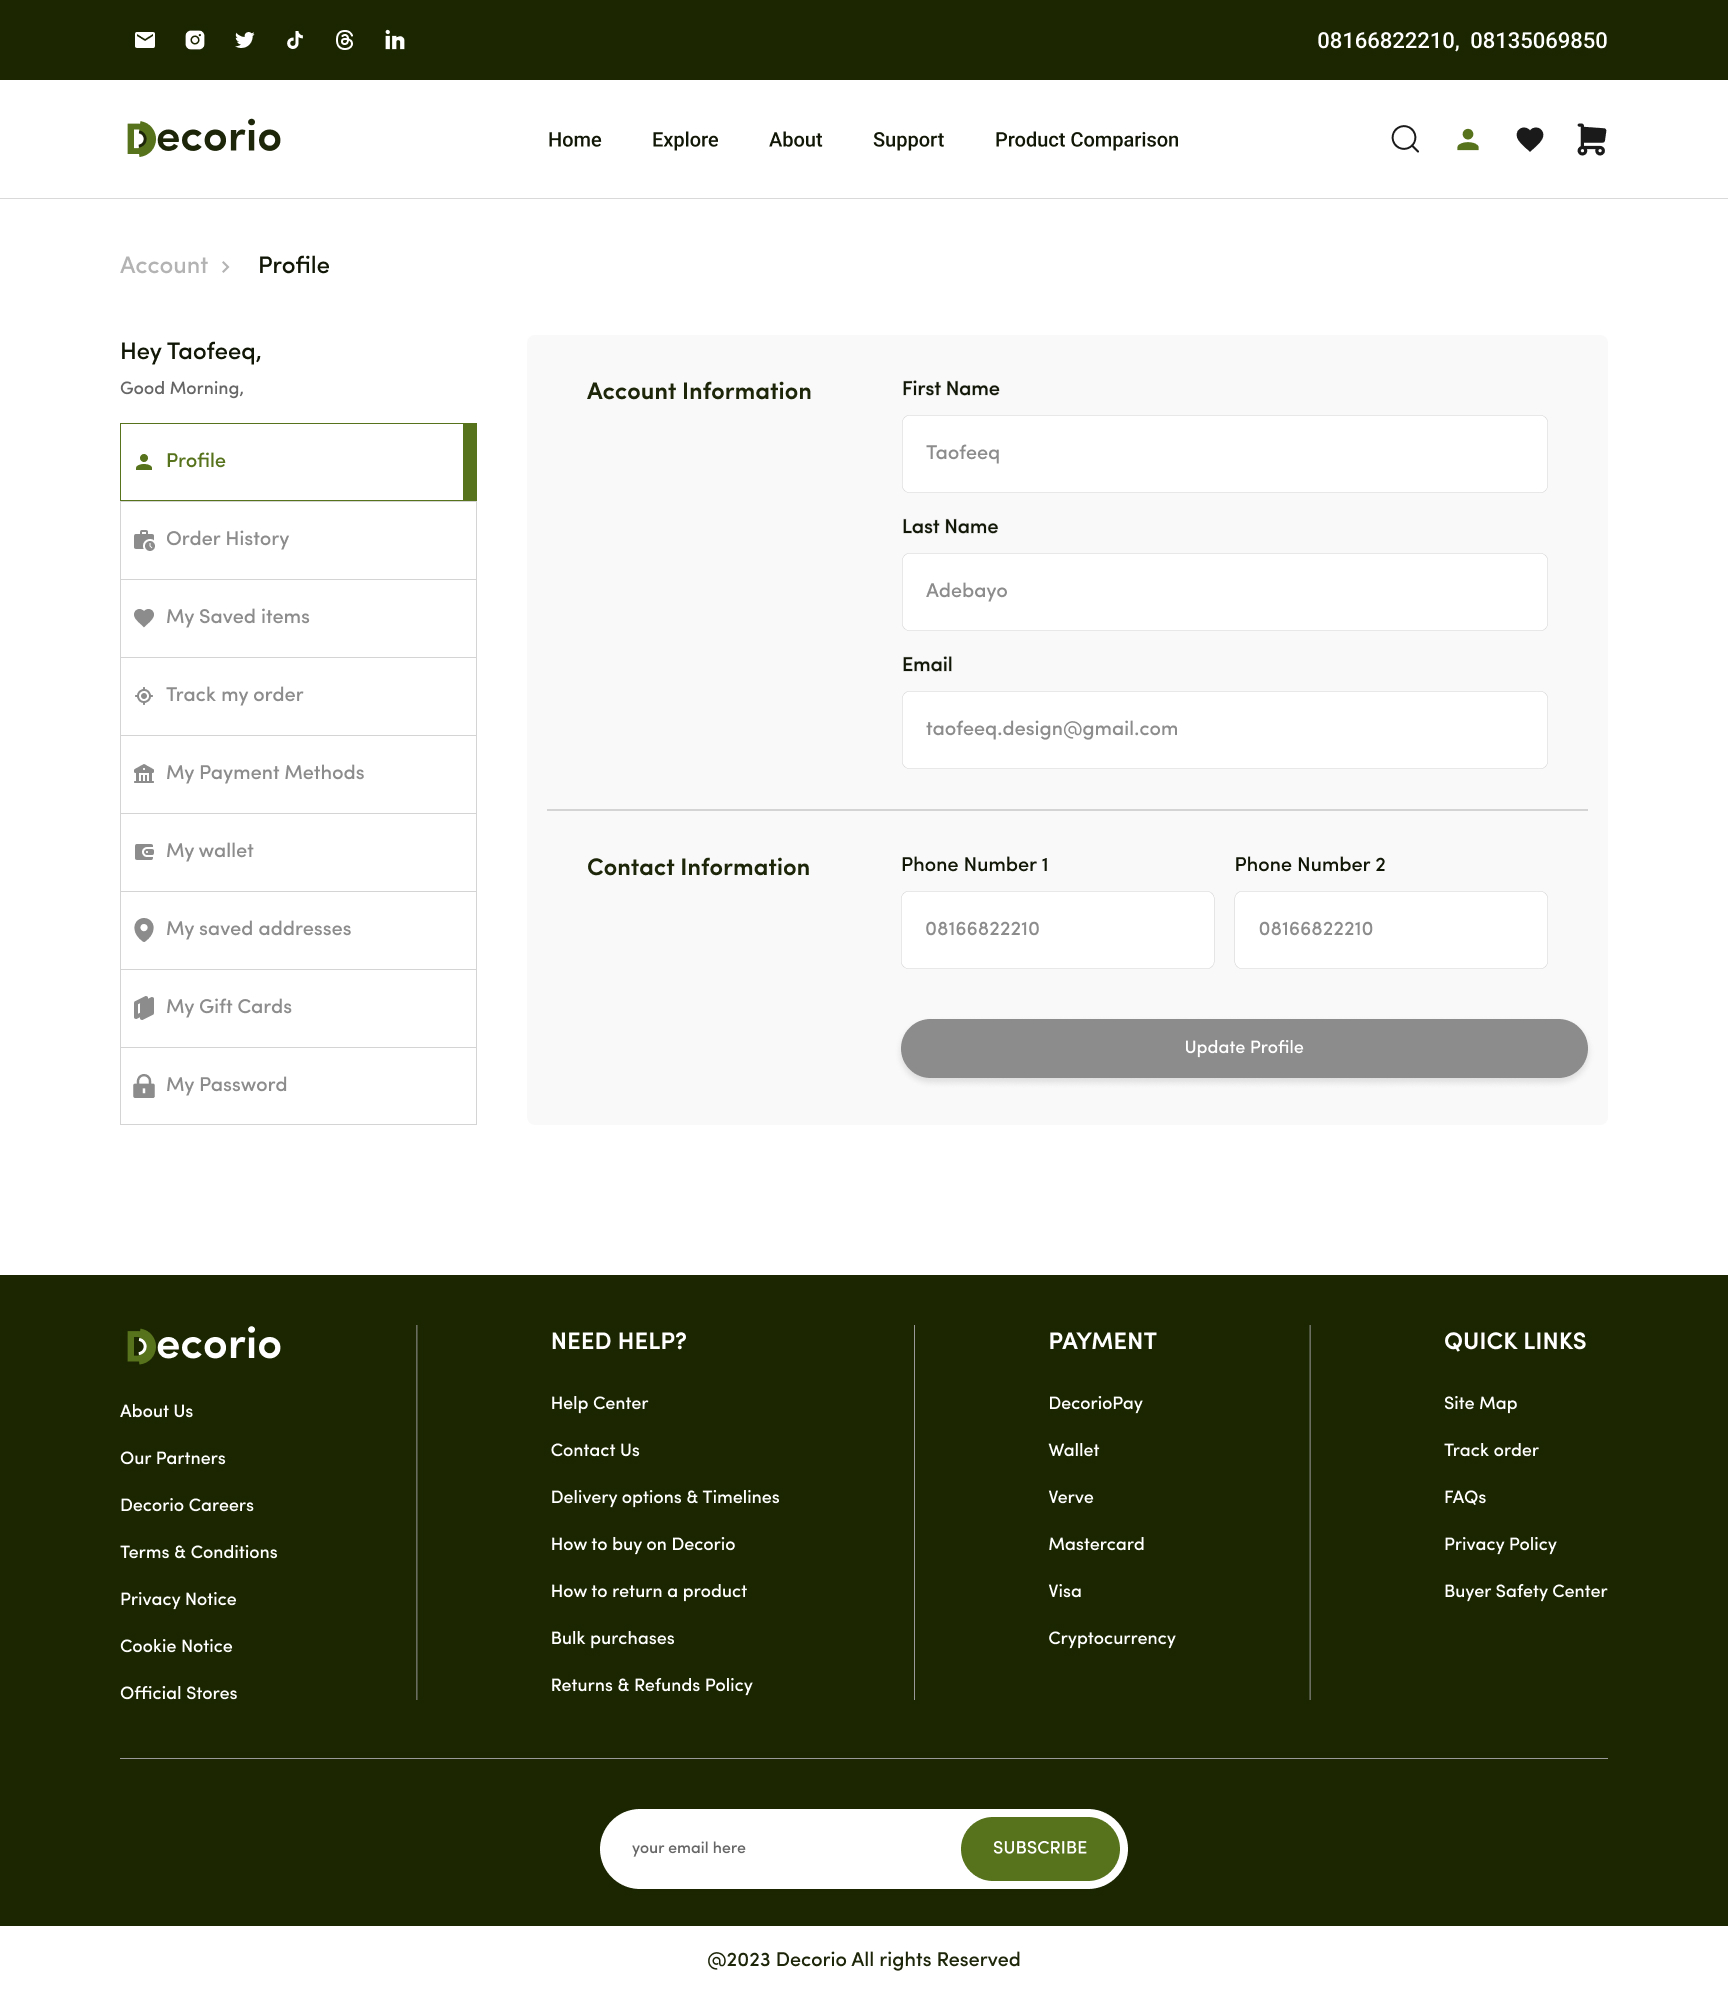 08166822210, 08135069850
Decorio
Home Explore About Support Product Comparison
Account > Profile
Hey Taofeeq,
Good Morning,
Profile
Order History
My Saved items
Track my order
My Payment Methods
My wallet
My saved addresses
My Gift Cards
My Password
Account Information
First Name
Taofeeq
Last Name
Adebayo
Email
taofeeq.design@gmail.com
Contact Information
Phone Number 1
08166822210
Phone Number 2
08166822210
Update Profile
Decorio
About Us
Our Partners
Decorio Careers
Terms & Conditions
Privacy Notice
Cookie Notice
Official Stores
NEED HELP?
Help Center
Contact Us
Delivery options & Timelines
How to buy on Decorio
How to return a product
Bulk purchases
Returns & Refunds Policy
PAYMENT
DecorioPay
Wallet
Verve
Mastercard
Visa
Cryptocurrency
QUICK LINKS
Site Map
Track order
FAQs
Privacy Policy
Buyer Safety Center
your email here
SUBSCRIBE
@2023 Decorio All rights Reserved